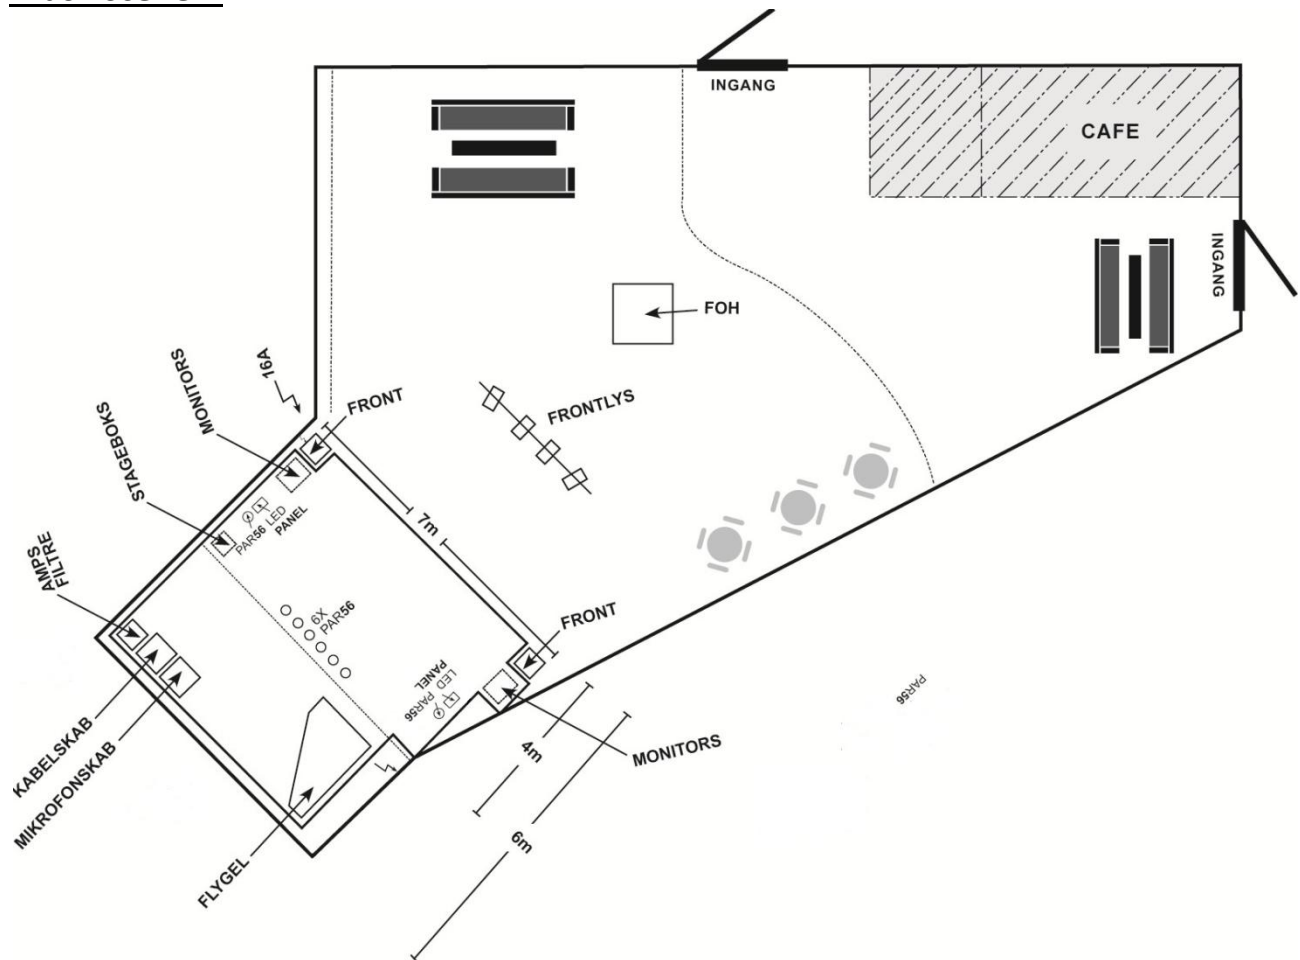 INGANG
CAFE
INGANG
FOH
FRONTLYS
16A
FRONT
MONITORS
STAGEBOKS
AMPS
FILTRE
PAR56 LED
PANEL
7m
6X
PAR56
FRONT
PANEL
LED
PAR56
PAR56
MONITORS
4m
6m
KABELSKAB
MIKROFONSKAB
FLYGEL